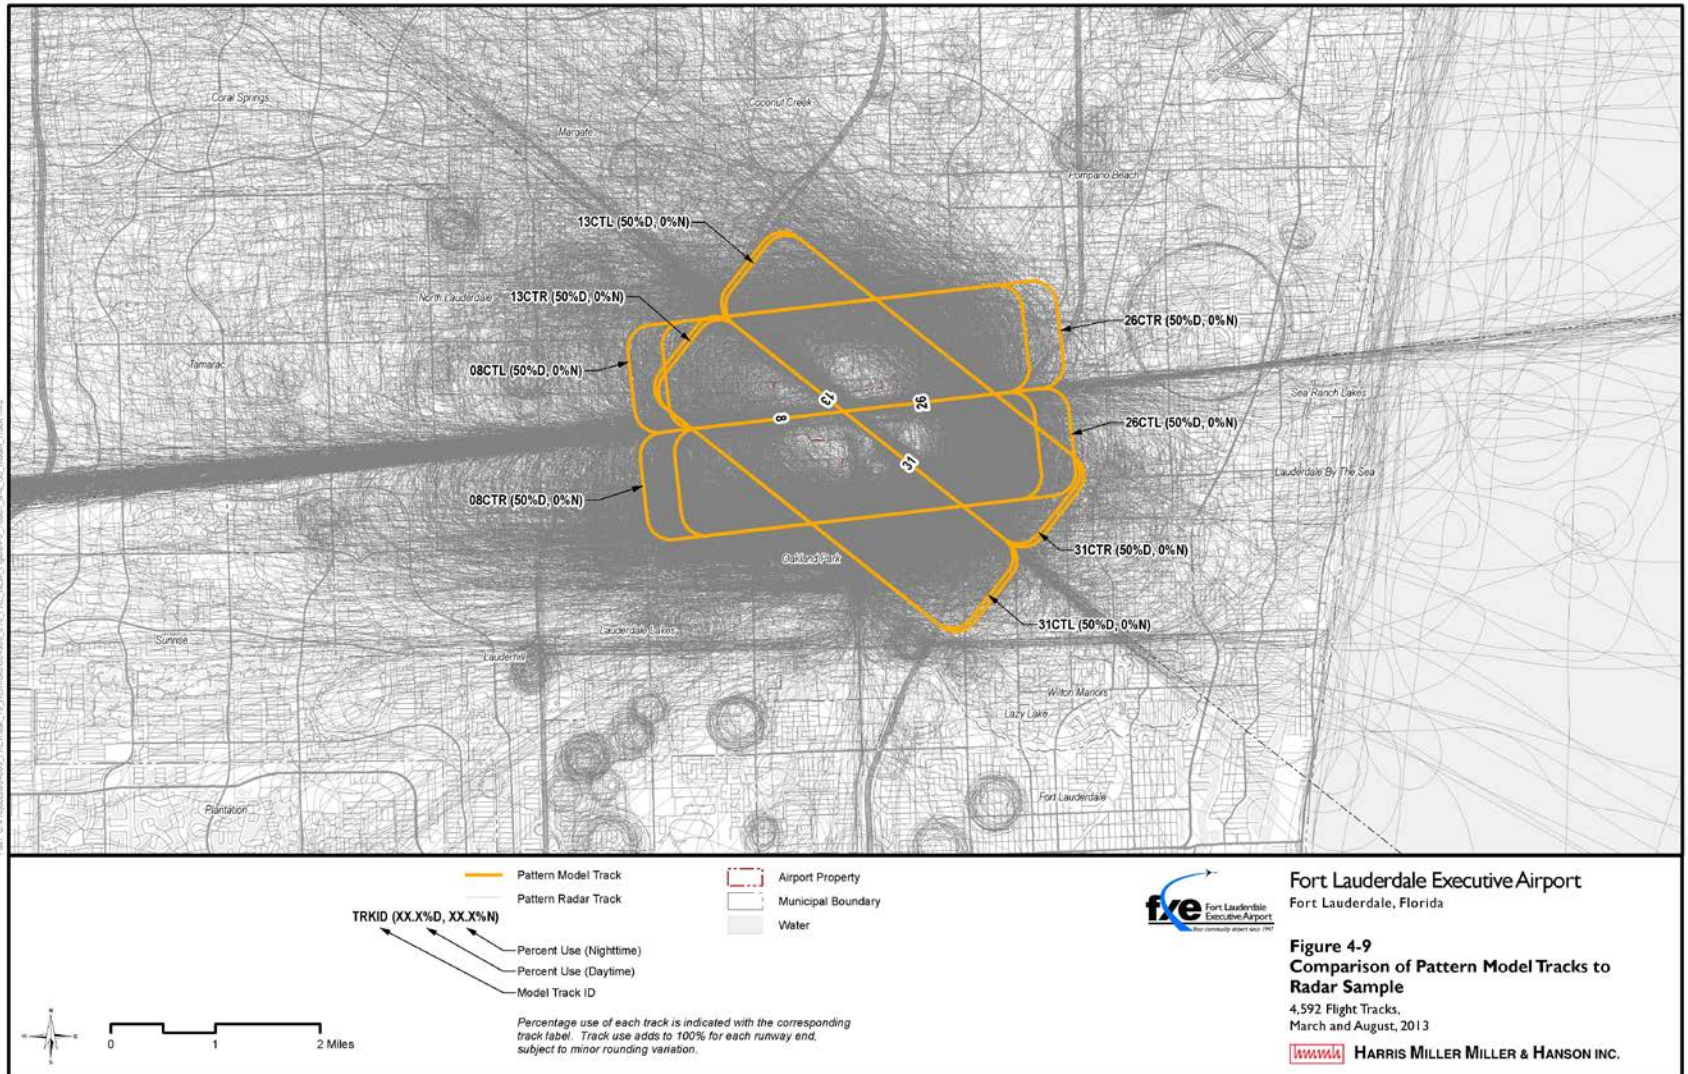 Coral Springs
Coconut Creek
Margate
Pompano Beach
13CTL (50%D, 0%N)
North Lauderdale
13CTR (50%D, 0%N)
26CTR (50%D, 0%N)
Tamarac
08CTL (50%D, 0%N)
Sea Ranch Lakes
13
26
8
26CTL (50%D, 0%N)
31
Lauderdale By The Sea
08CTR (50%D, 0%N)
31CTR (50%D, 0%N)
Oakland Park
31CTL (50%D, 0%N)
Lauderdale Lakes
Sunrise
Lauderhill
Wilton Manors
Lazy Lake
Fort Lauderdale
Plantation
Pattern Model Track
Pattern Radar Track
TRKID (XX.X%D, XX.X%N)
Percent Use (Nighttime)
Percent Use (Daytime)
Model Track ID
Airport Property
Municipal Boundary
Water
Percentage use of each track is indicated with the corresponding
track label. Track use adds to 100% for each runway end,
subject to minor rounding variation.
N
W
E
S
0 1 2 Miles
fxe
Fort Lauderdale
Executive Airport
Your community airport since 1947
Fort Lauderdale Executive Airport
Fort Lauderdale, Florida
Figure 4-9
Comparison of Pattern Model Tracks to
Radar Sample
4,592 Flight Tracks,
March and August, 2013
HARRIS MILLER MILLER & HANSON INC.